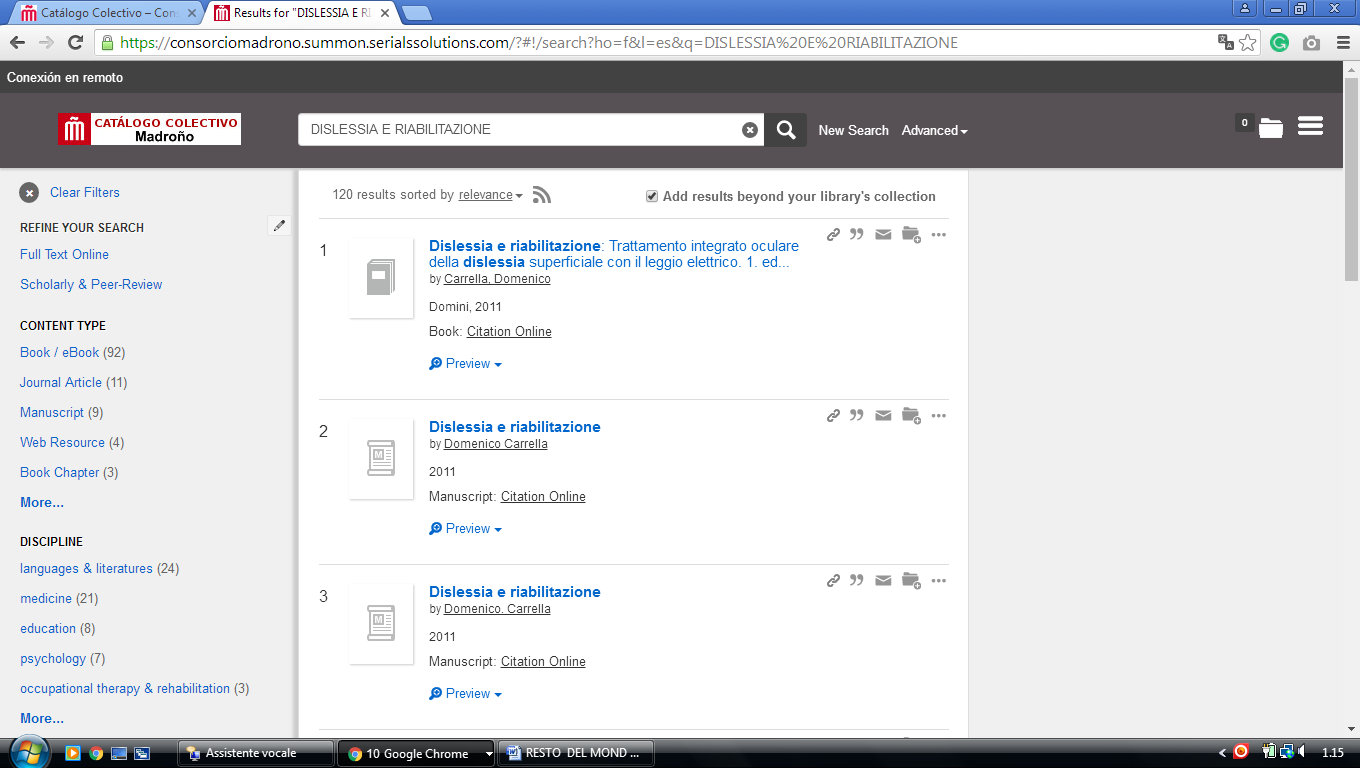 Catálogo Colectivo – Con
Results for "DISLESSIA E RI
https://consorciomadrono.summon.serialssolutions.com/?#!/search?ho=f&l=es&q=DISLESSIA%20E%20RIABILITAZIONE
Conexión en remoto
CATÁLOGO COLECTIVO
Madroño
DISLESSIA E RIABILITAZIONE
New Search
Advanced
0
Clear Filters
REFINE YOUR SEARCH
Full Text Online
Scholarly & Peer-Review
CONTENT TYPE
Book / eBook (92)
Journal Article (11)
Manuscript (9)
Web Resource (4)
Book Chapter (3)
More...
DISCIPLINE
languages & literatures (24)
medicine (21)
education (8)
psychology (7)
occupational therapy & rehabilitation (3)
More...
120 results sorted by relevance
Add results beyond your library's collection
1
Dislessia e riabilitazione: Trattamento integrato oculare
della dislessia superficiale con il leggio elettrico. 1. ed...
by Carrella, Domenico
Domini, 2011
Book: Citation Online
Preview
2
Dislessia e riabilitazione
by Domenico Carrella
2011
Manuscript: Citation Online
Preview
3
Dislessia e riabilitazione
by Domenico. Carrella
2011
Manuscript: Citation Online
Preview
Assistente vocale
10 Google Chrome
RESTO DEL MOND ...
1.15